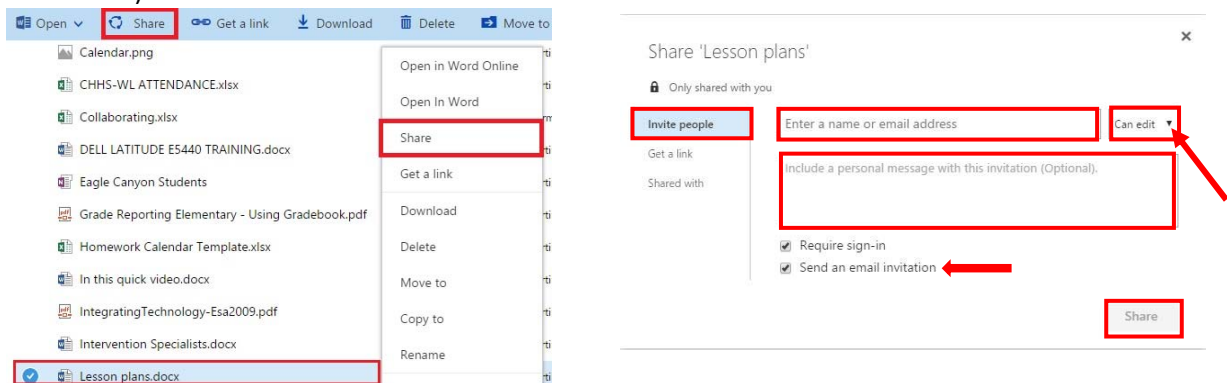 Open Share Get a link Download Delete Move to
Calendar.png
CHHS-WL ATTENDANCE.xlsx
Collaborating.xlsx
DELL LATITUDE E5440 TRAINING.docx
Eagle Canyon Students
Grade Reporting Elementary - Using Gradebook.pdf
Homework Calendar Template.xlsx
In this quick video.docx
IntegratingTechnology-Esa2009.pdf
Intervention Specialists.docx
Lesson plans.docx
Open in Word Online
Open In Word
Share
Get a link
Download
Delete
Move to
Copy to
Rename
Share 'Lesson plans'
Only shared with you
Invite people
Get a link
Shared with
Enter a name or email address
Can edit
Include a personal message with this invitation (Optional).
Require sign-in
Send an email invitation
Share